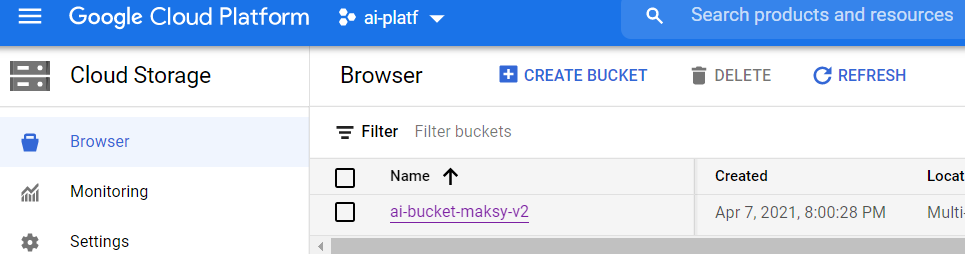 Google Cloud Platform ai-platf Search products and resources
Cloud Storage Browser CREATE BUCKET DELETE REFRESH
Filter Filter buckets
Browser
Name Created Locat
Monitoring
ai-bucket-maksy-v2 Apr 7, 2021, 8:00:28 PM Multi-
Settings